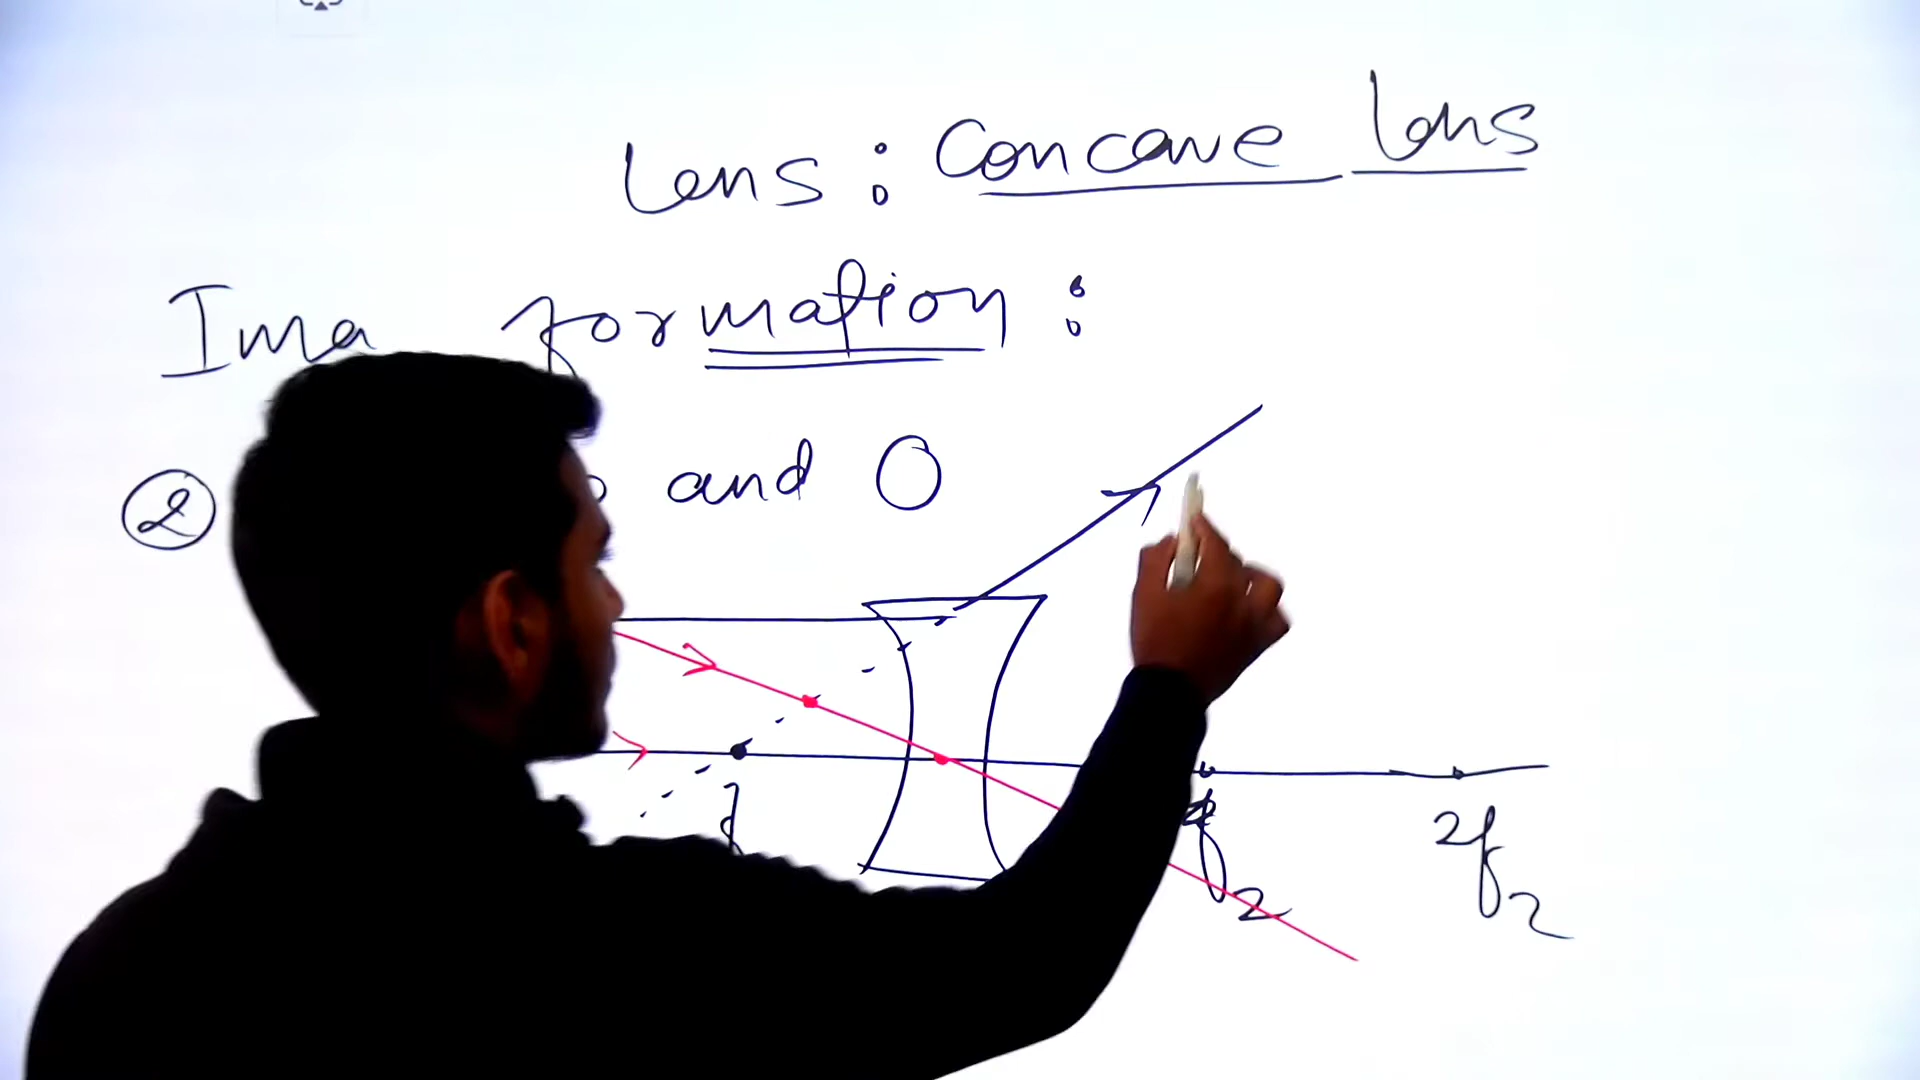 Lens : Concave Lens
Ima formation :
② and O
f
f2
2f2